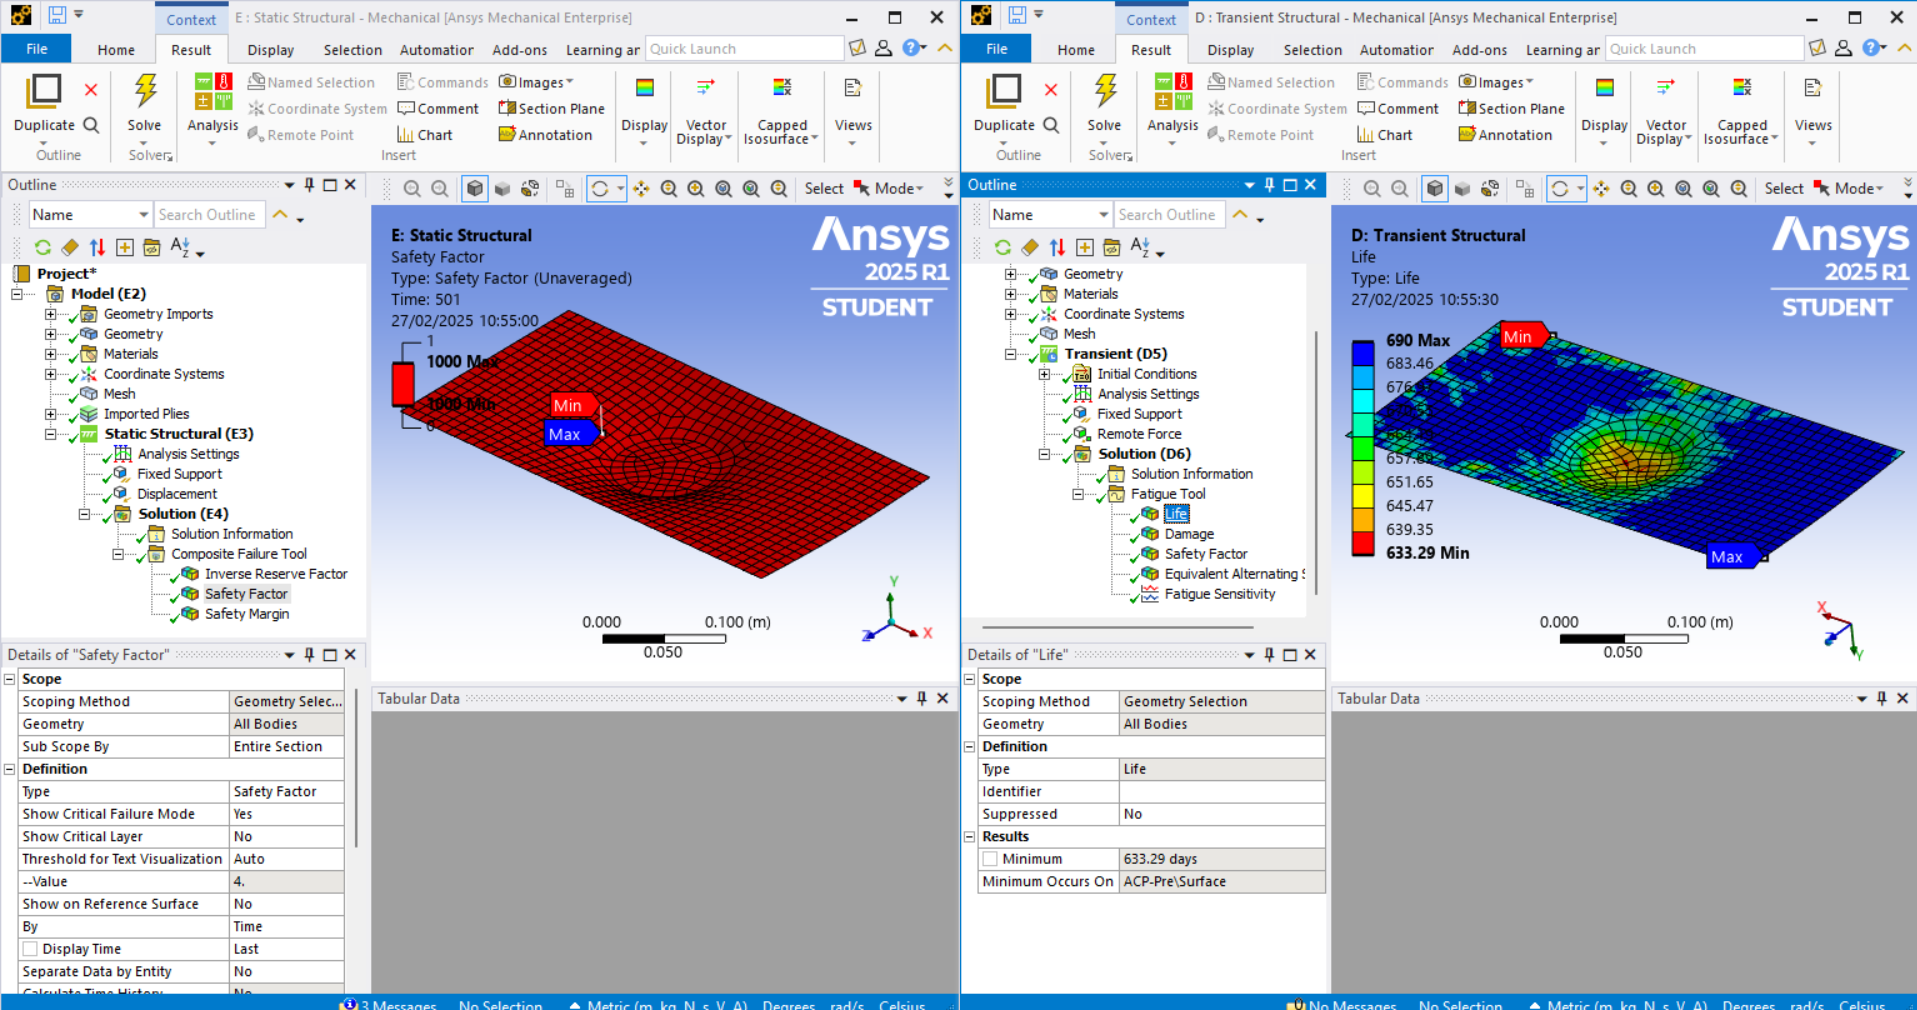 Context
E : Static Structural - Mechanical [Ansys Mechanical Enterprise]
File
Home
Result
Display
Selection
Automatior
Add-ons
Learning ar
Quick Launch
Duplicate
Outline
Solve
Solver
Analysis
Named Selection
Coordinate System
Remote Point
Commands
Comment
Chart
Images
Section Plane
Annotation
Insert
Display
Vector
Display
Capped
Isosurface
Views
Outline
Name
Search Outline
Select
Mode
Project*
Model (E2)
Geometry Imports
Geometry
Materials
Coordinate Systems
Mesh
Imported Plies
Static Structural (E3)
Analysis Settings
Fixed Support
Displacement
Solution (E4)
Solution Information
Composite Failure Tool
Inverse Reserve Factor
Safety Factor
Safety Margin
E: Static Structural
Safety Factor
Type: Safety Factor (Unaveraged)
Time: 501
27/02/2025 10:55:00
Ansys
2025 R1
STUDENT
1
1000 Max
1000 Min
0
Min
Max
Y
X
Z
0.000
0.100 (m)
0.050
Details of "Safety Factor"
Scope
Scoping Method Geometry Selec...
Geometry All Bodies
Sub Scope By Entire Section
Definition
Type Safety Factor
Show Critical Failure Mode Yes
Show Critical Layer No
Threshold for Text Visualization Auto
--Value 4.
Show on Reference Surface No
By Time
Display Time Last
Separate Data by Entity No
Calculate Time History No
Tabular Data
3 Messages
No Selection
Metric (m, kg, N, s, V, A)
Degrees
rad/s
Celsius
Context
D : Transient Structural - Mechanical [Ansys Mechanical Enterprise]
File
Home
Result
Display
Selection
Automatior
Add-ons
Learning ar
Quick Launch
Duplicate
Outline
Solve
Solver
Analysis
Named Selection
Coordinate System
Remote Point
Commands
Comment
Chart
Images
Section Plane
Annotation
Insert
Display
Vector
Display
Capped
Isosurface
Views
Outline
Name
Search Outline
Select
Mode
Geometry
Materials
Coordinate Systems
Mesh
Transient (D5)
Initial Conditions
Analysis Settings
Fixed Support
Remote Force
Solution (D6)
Solution Information
Fatigue Tool
Life
Damage
Safety Factor
Equivalent Alternating S
Fatigue Sensitivity
D: Transient Structural
Life
Type: Life
27/02/2025 10:55:30
Ansys
2025 R1
STUDENT
690 Max
683.46
651.65
645.47
639.35
633.29 Min
Min
Max
X
Z
Y
0.000
0.100 (m)
0.050
Details of "Life"
Scope
Scoping Method Geometry Selection
Geometry All Bodies
Definition
Type Life
Identifier
Suppressed No
Results
Minimum 633.29 days
Minimum Occurs On ACP-Pre\Surface
Tabular Data
No Messages
No Selection
Metric (m, kg, N, s, V, A)
Degrees
rad/s
Celsius